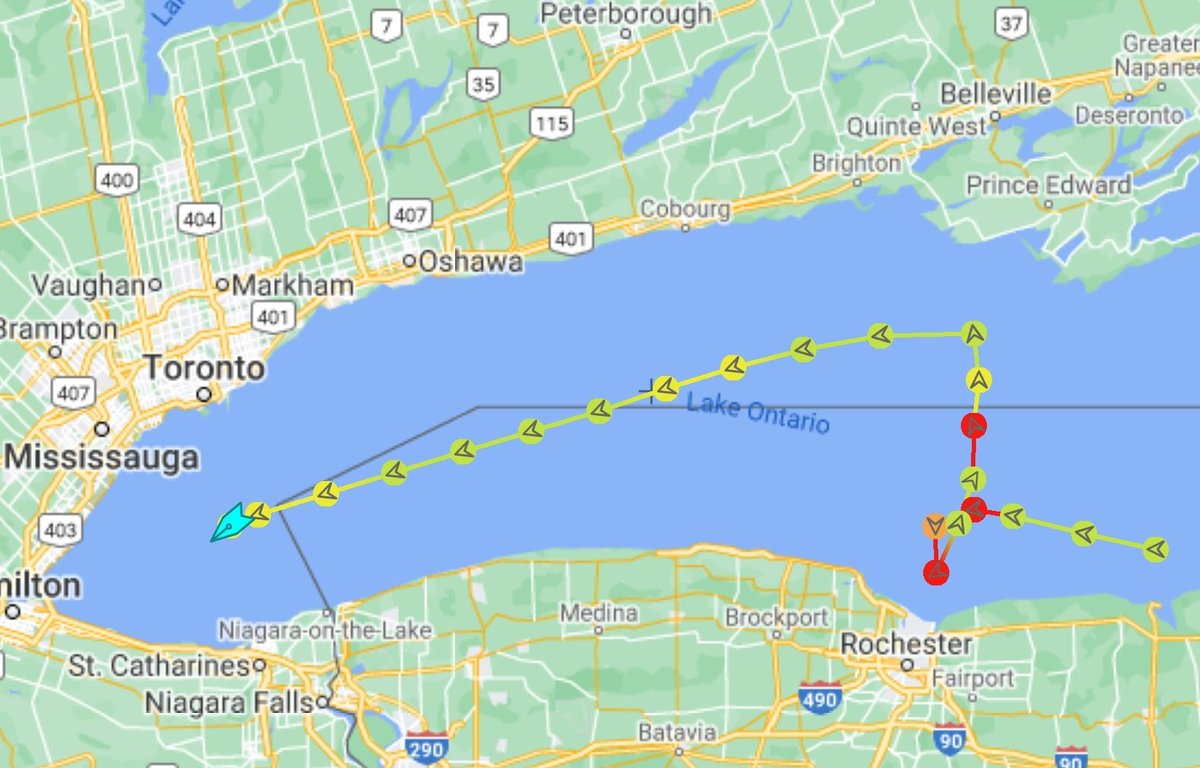 Peterborough
7
7
37
Greater
Napanee
35
Belleville
Deseronto
115
Quinte West
Brighton
400
Prince Edward
404
407
Cobourg
401
Oshawa
Vaughan
Markham
401
Brampton
Toronto
407
Lake Ontario
Mississauga
403
Niagara-on-the-Lake
Medina
Brockport
Rochester
St. Catharines
Fairport
Niagara Falls
490
Batavia
290
90
90